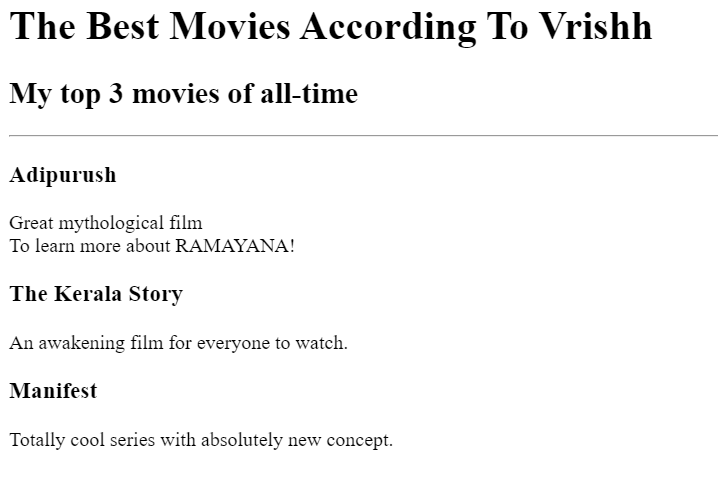 The Best Movies According To Vrishh
My top 3 movies of all-time
Adipurush
Great mythological film
To learn more about RAMAYANA!
The Kerala Story
An awakening film for everyone to watch.
Manifest
Totally cool series with absolutely new concept.